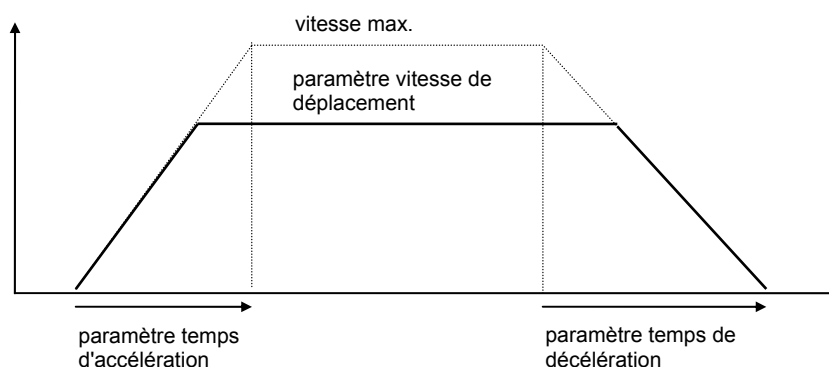 vitesse max.
paramètre vitesse de
déplacement
paramètre temps
d'accélération
paramètre temps de
décélération